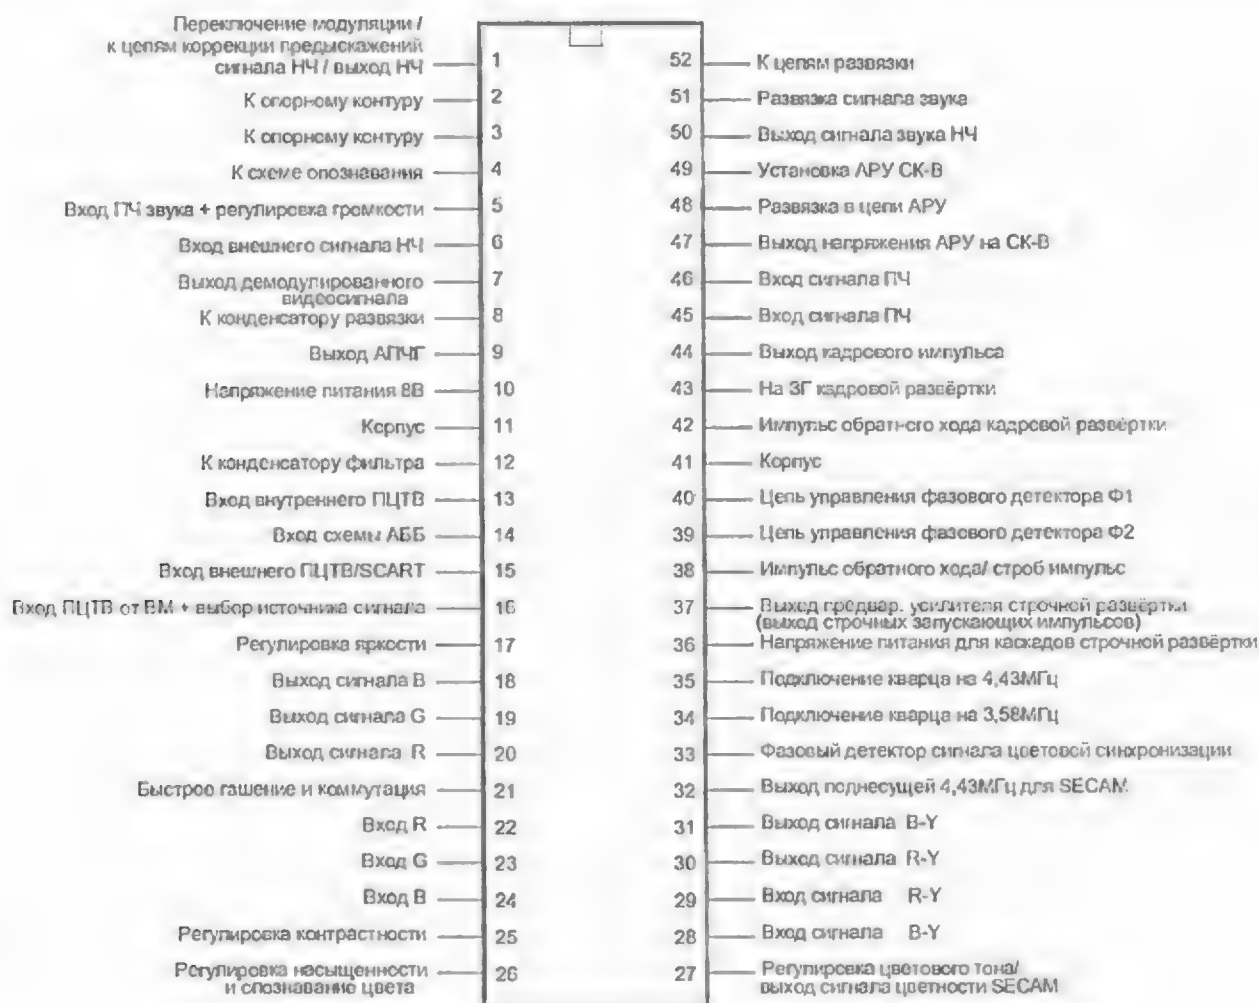 Переключение модуляции /
к цепям коррекции предыскажений
сигнала НЧ / выход НЧ
1
К опорному контуру
2
К опорному контуру
3
К схеме опознавания
4
Вход ПЧ звука + регулировка громкости
5
Вход внешнего сигнала НЧ
6
Выход демодулированного
видеосигнала
7
К конденсатору развязки
8
Выход АПЧГ
9
Напряжение питания 8В
10
Корпус
11
К конденсатору фильтра
12
Вход внутреннего ПЦТВ
13
Вход схемы АББ
14
Вход внешнего ПЦТВ/SCART
15
Вход ПЦТВ от ВМ + выбор источника сигнала
16
Регулировка яркости
17
Выход сигнала B
18
Выход сигнала G
19
Выход сигнала R
20
Быстрое гашение и коммутация
21
Вход R
22
Вход G
23
Вход B
24
Регулировка контрастности
25
Регулировка насыщенности
и опознавание цвета
26
52
К цепям развязки
51
Развязка сигнала звука
50
Выход сигнала звука НЧ
49
Установка АРУ СК-В
48
Развязка в цепи АРУ
47
Выход напряжения АРУ на СК-В
46
Вход сигнала ПЧ
45
Вход сигнала ПЧ
44
Выход кадрового импульса
43
На ЗГ кадровой развёртки
42
Импульс обратного хода кадровой развёртки
41
Корпус
40
Цепь управления фазового детектора Ф1
39
Цепь управления фазового детектора Ф2
38
Импульс обратного хода/ строб импульс
37
Выход предвар. усилителя строчной развёртки
(выход строчных запускающих импульсов)
36
Напряжение питания для каскадов строчной развёртки
35
Подключение кварца на 4,43МГц
34
Подключение кварца на 3,58МГц
33
Фазовый детектор сигнала цветовой синхронизации
32
Выход поднесущей 4,43МГц для SECAM
31
Выход сигнала B-Y
30
Выход сигнала R-Y
29
Вход сигнала R-Y
28
Вход сигнала B-Y
27
Регулировка цветового тона/
выход сигнала цветности SECAM